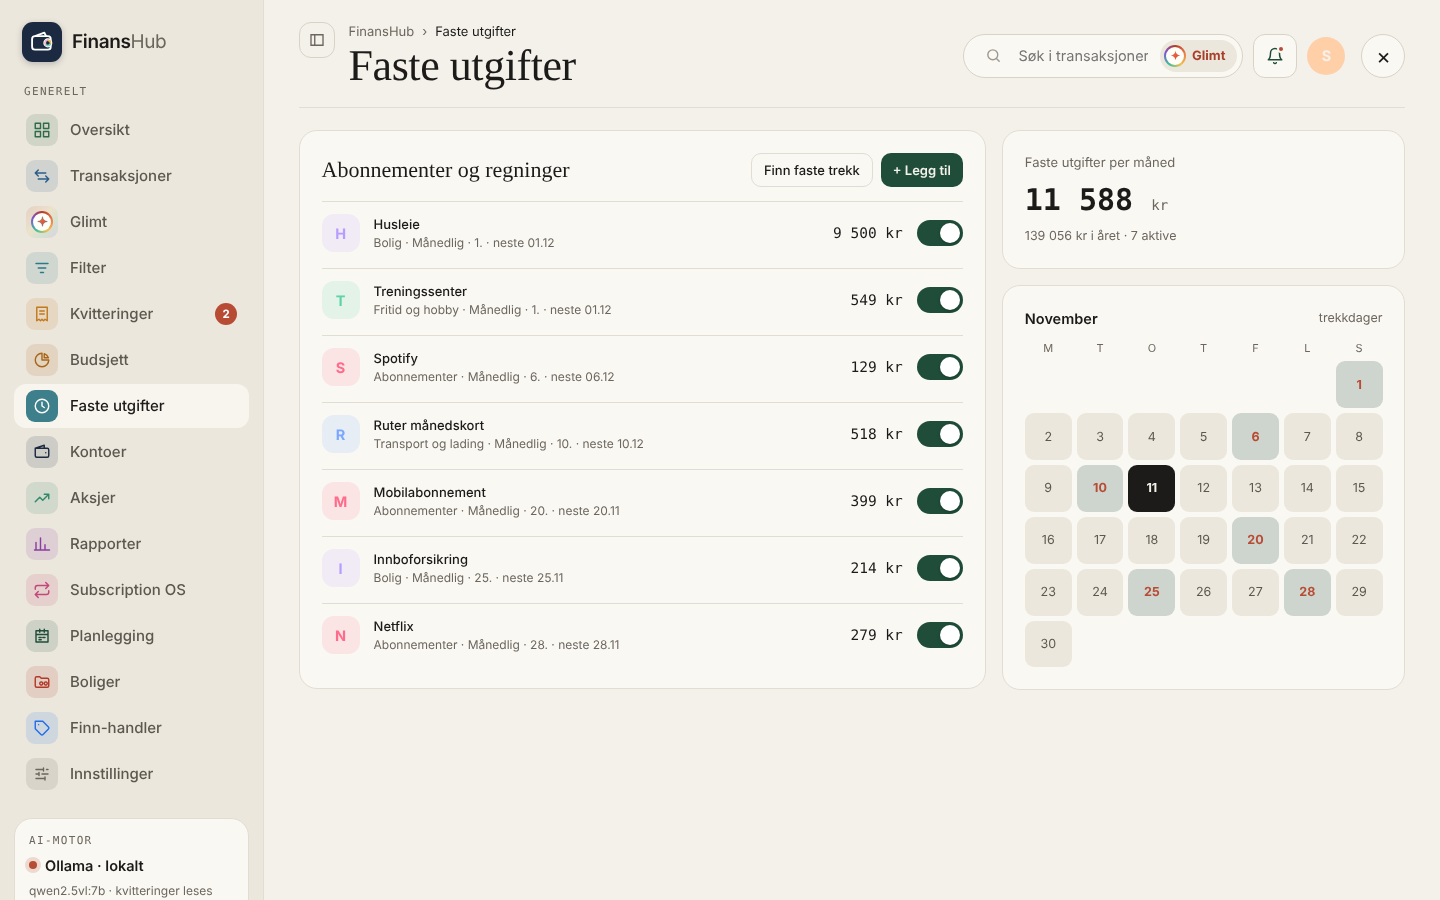 FinansHub
GENERELT
Oversikt
Transaksjoner
Glimt
Filter
Kvitteringer 2
Budsjett
Faste utgifter
Kontoer
Aksjer
Rapporter
Subscription OS
Planlegging
Boliger
Finn-handler
Innstillinger
AI-MOTOR
Ollama · lokalt
qwen2.5vl:7b · kvitteringer leses
FinansHub › Faste utgifter
Faste utgifter
Søk i transaksjoner Glimt S ×
Abonnementer og regninger
Finn faste trekk + Legg til
H Husleie 9 500 kr
Bolig · Månedlig · 1. · neste 01.12
T Treningssenter 549 kr
Fritid og hobby · Månedlig · 1. · neste 01.12
S Spotify 129 kr
Abonnementer · Månedlig · 6. · neste 06.12
R Ruter månedskort 518 kr
Transport og lading · Månedlig · 10. · neste 10.12
M Mobilabonnement 399 kr
Abonnementer · Månedlig · 20. · neste 20.11
I Innboforsikring 214 kr
Bolig · Månedlig · 25. · neste 25.11
N Netflix 279 kr
Abonnementer · Månedlig · 28. · neste 28.11
Faste utgifter per måned
11 588 kr
139 056 kr i året · 7 aktive
November trekkdager
M T O T F L S
1
2 3 4 5 6 7 8
9 10 11 12 13 14 15
16 17 18 19 20 21 22
23 24 25 26 27 28 29
30